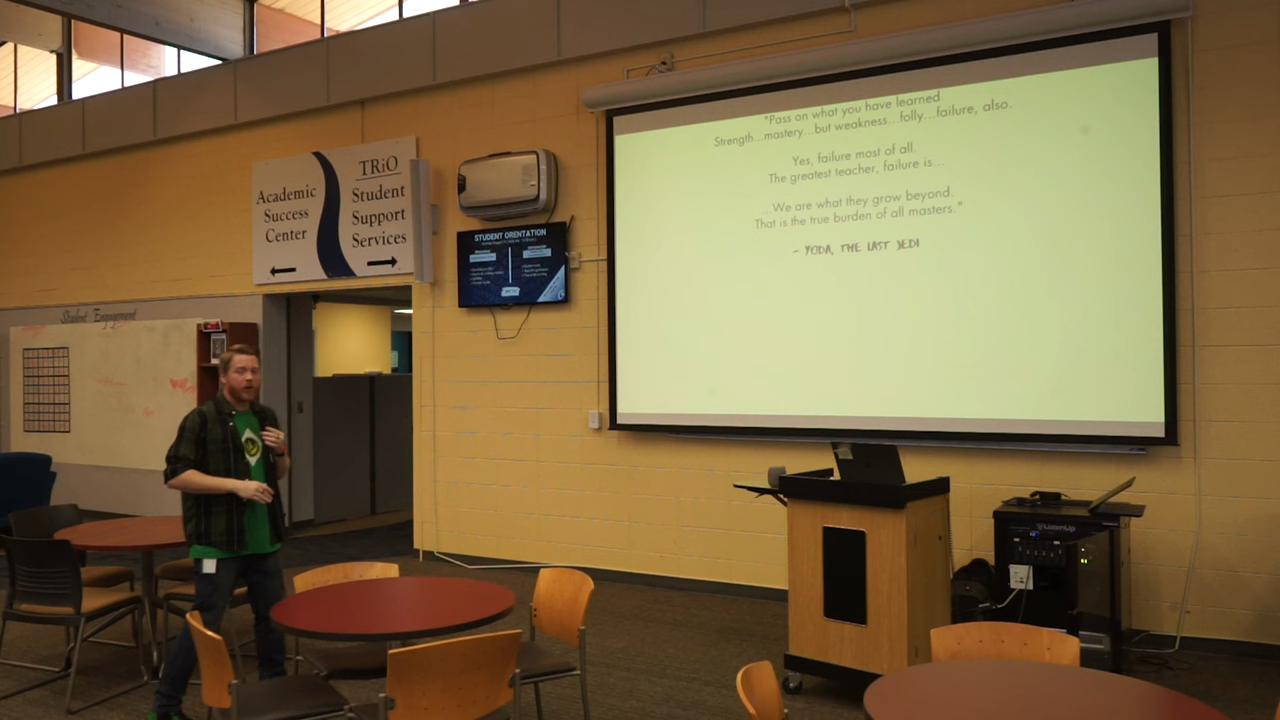 "Pass on what you have learned.
Strength...mastery...but weakness...folly...failure, also.
Yes, failure most of all.
The greatest teacher, failure is...
...We are what they grow beyond.
That is the true burden of all masters."
- YODA, THE LAST JEDI
Academic
Success
Center
TRiO
Student
Support
Services
STUDENT ORENTATION
Student Engagement
ListenUp